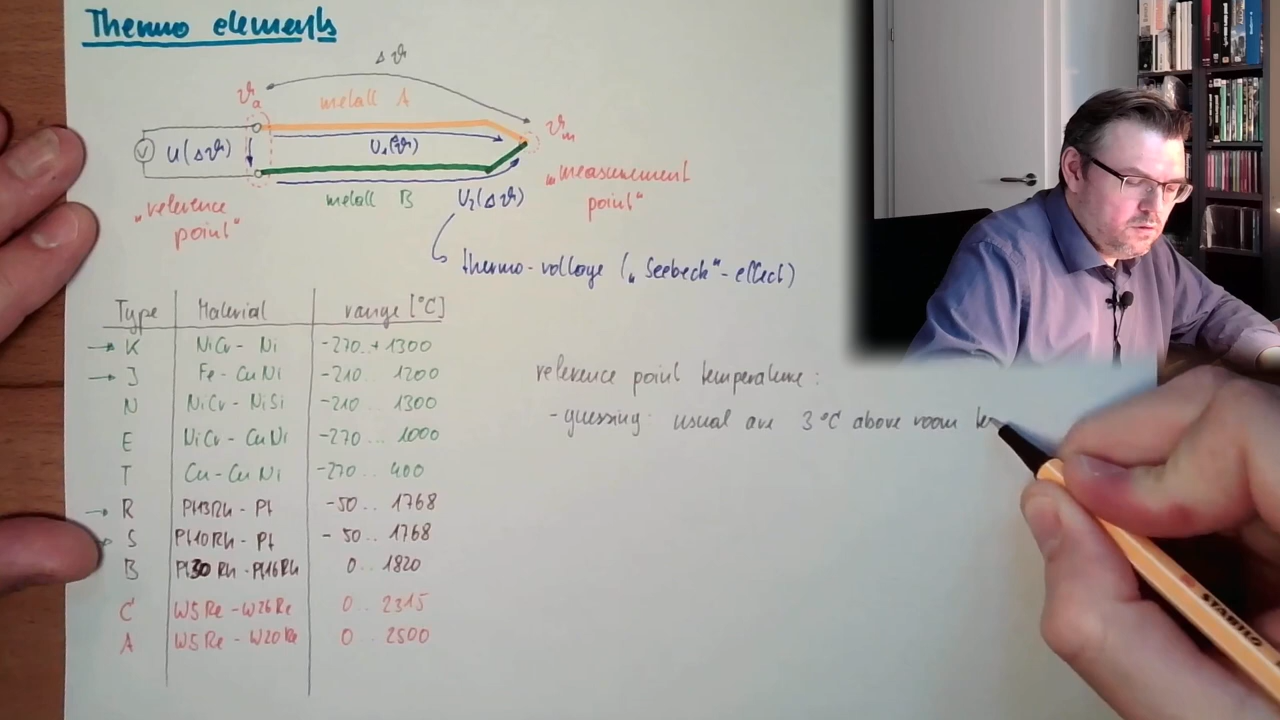 Thermo elements
Δϑ
ϑa
metall A
ϑm
V
U(Δϑ)
U1(ϑ)
"measurement
point"
"reference
point"
metall B
U2(Δϑ)
thermo-voltage ("Seebeck"-effect)
Type Material range [°C]
→ K NiCr - Ni -270..+1300
→ J Fe - CuNi -210.. 1200
N NiCr - NiSi -210.. 1300
E NiCr - CuNi -270... 1000
T Cu - CuNi -270.. 400
→ R Pt13Rh - Pt -50.. 1768
→ S Pt10Rh - Pt -50.. 1768
B Pt30Rh - Pt16Rh 0.. 1820
C W5Re - W26Re 0.. 2315
A W5Re - W20Re 0.. 2500
reference point temperature:
- guessing: usual are 3°C above room te
STABILO